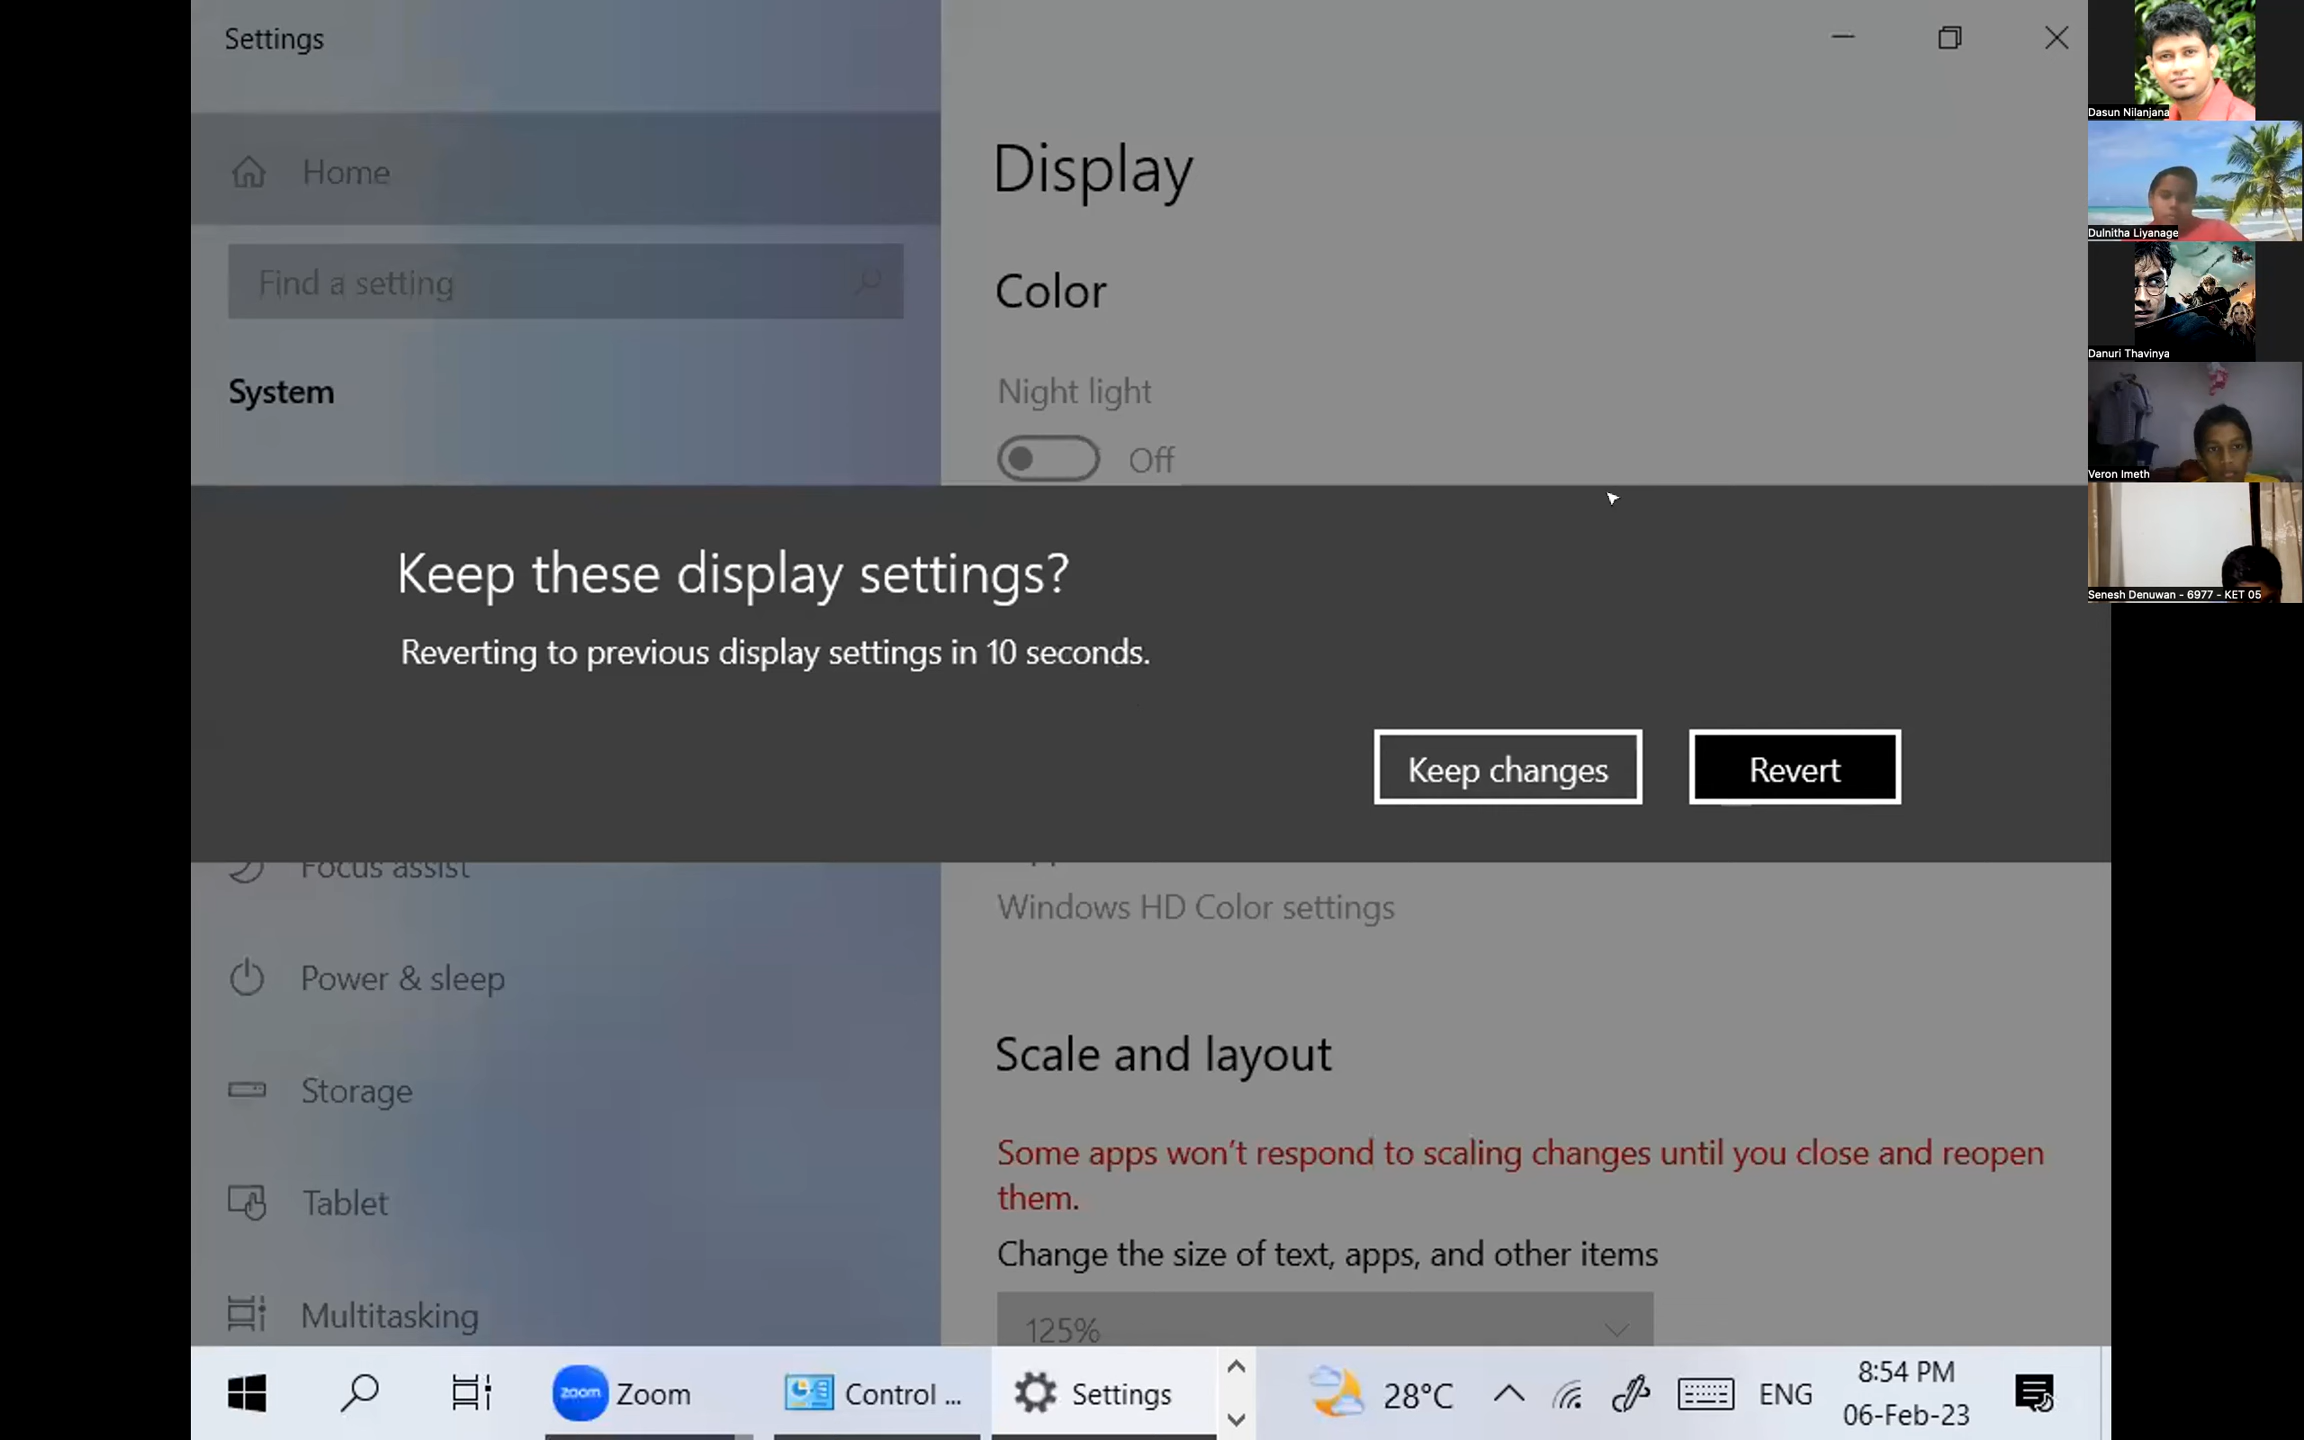 Settings
Home
Find a setting
System
Display
Color
Night light
Off
Keep these display settings?
Reverting to previous display settings in 10 seconds.
Keep changes
Revert
Focus assist
Power & sleep
Storage
Tablet
Multitasking
Windows HD Color settings
Scale and layout
Some apps won't respond to scaling changes until you close and reopen
them.
Change the size of text, apps, and other items
125%
zoom
Zoom
Control ...
Settings
28°C
ENG
8:54 PM
06-Feb-23
Dasun Nilanjana
Dulnitha Liyanage
Danuri Thavinya
Veron Imeth
Senesh Denuwan - 6977 - KET 05